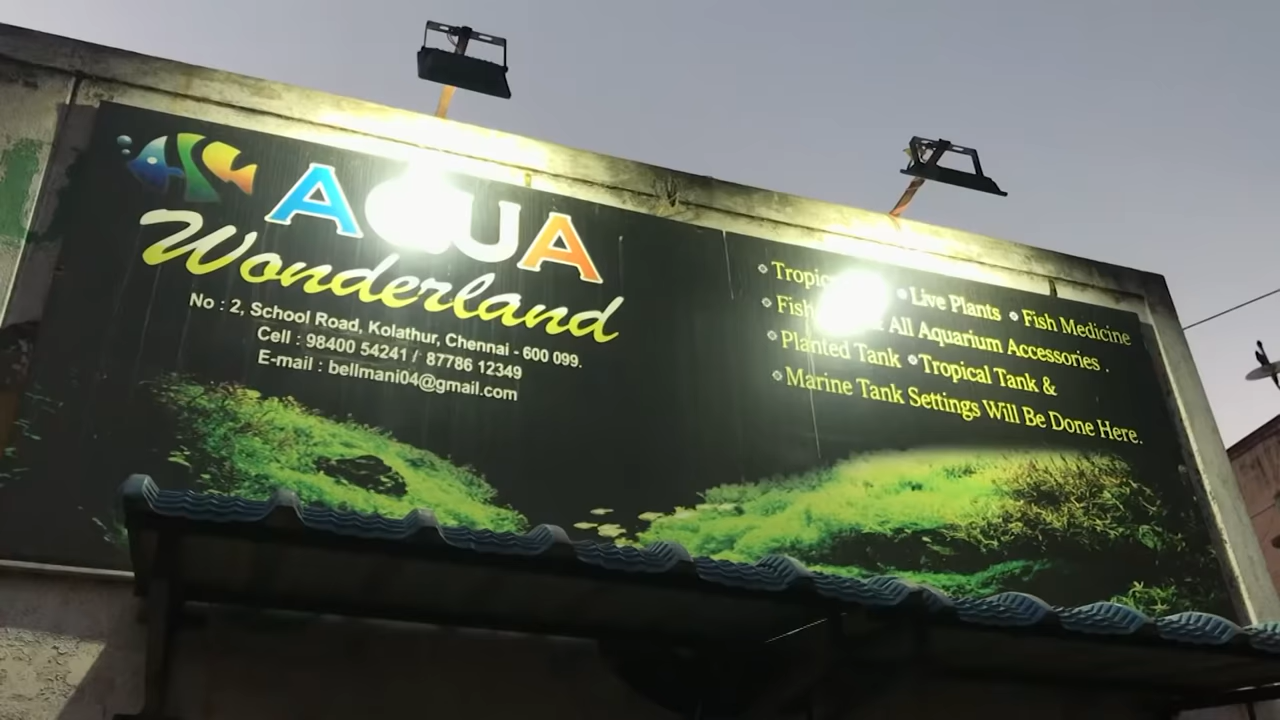 AQUA
Wonderland
No : 2, School Road, Kolathur, Chennai - 600 099.
Cell : 98400 54241 / 87786 12349
E-mail : bellmani04@gmail.com
Live Plants Fish Medicine
Fish All Aquarium Accessories .
Planted Tank Tropical Tank &
Marine Tank Settings Will Be Done Here.